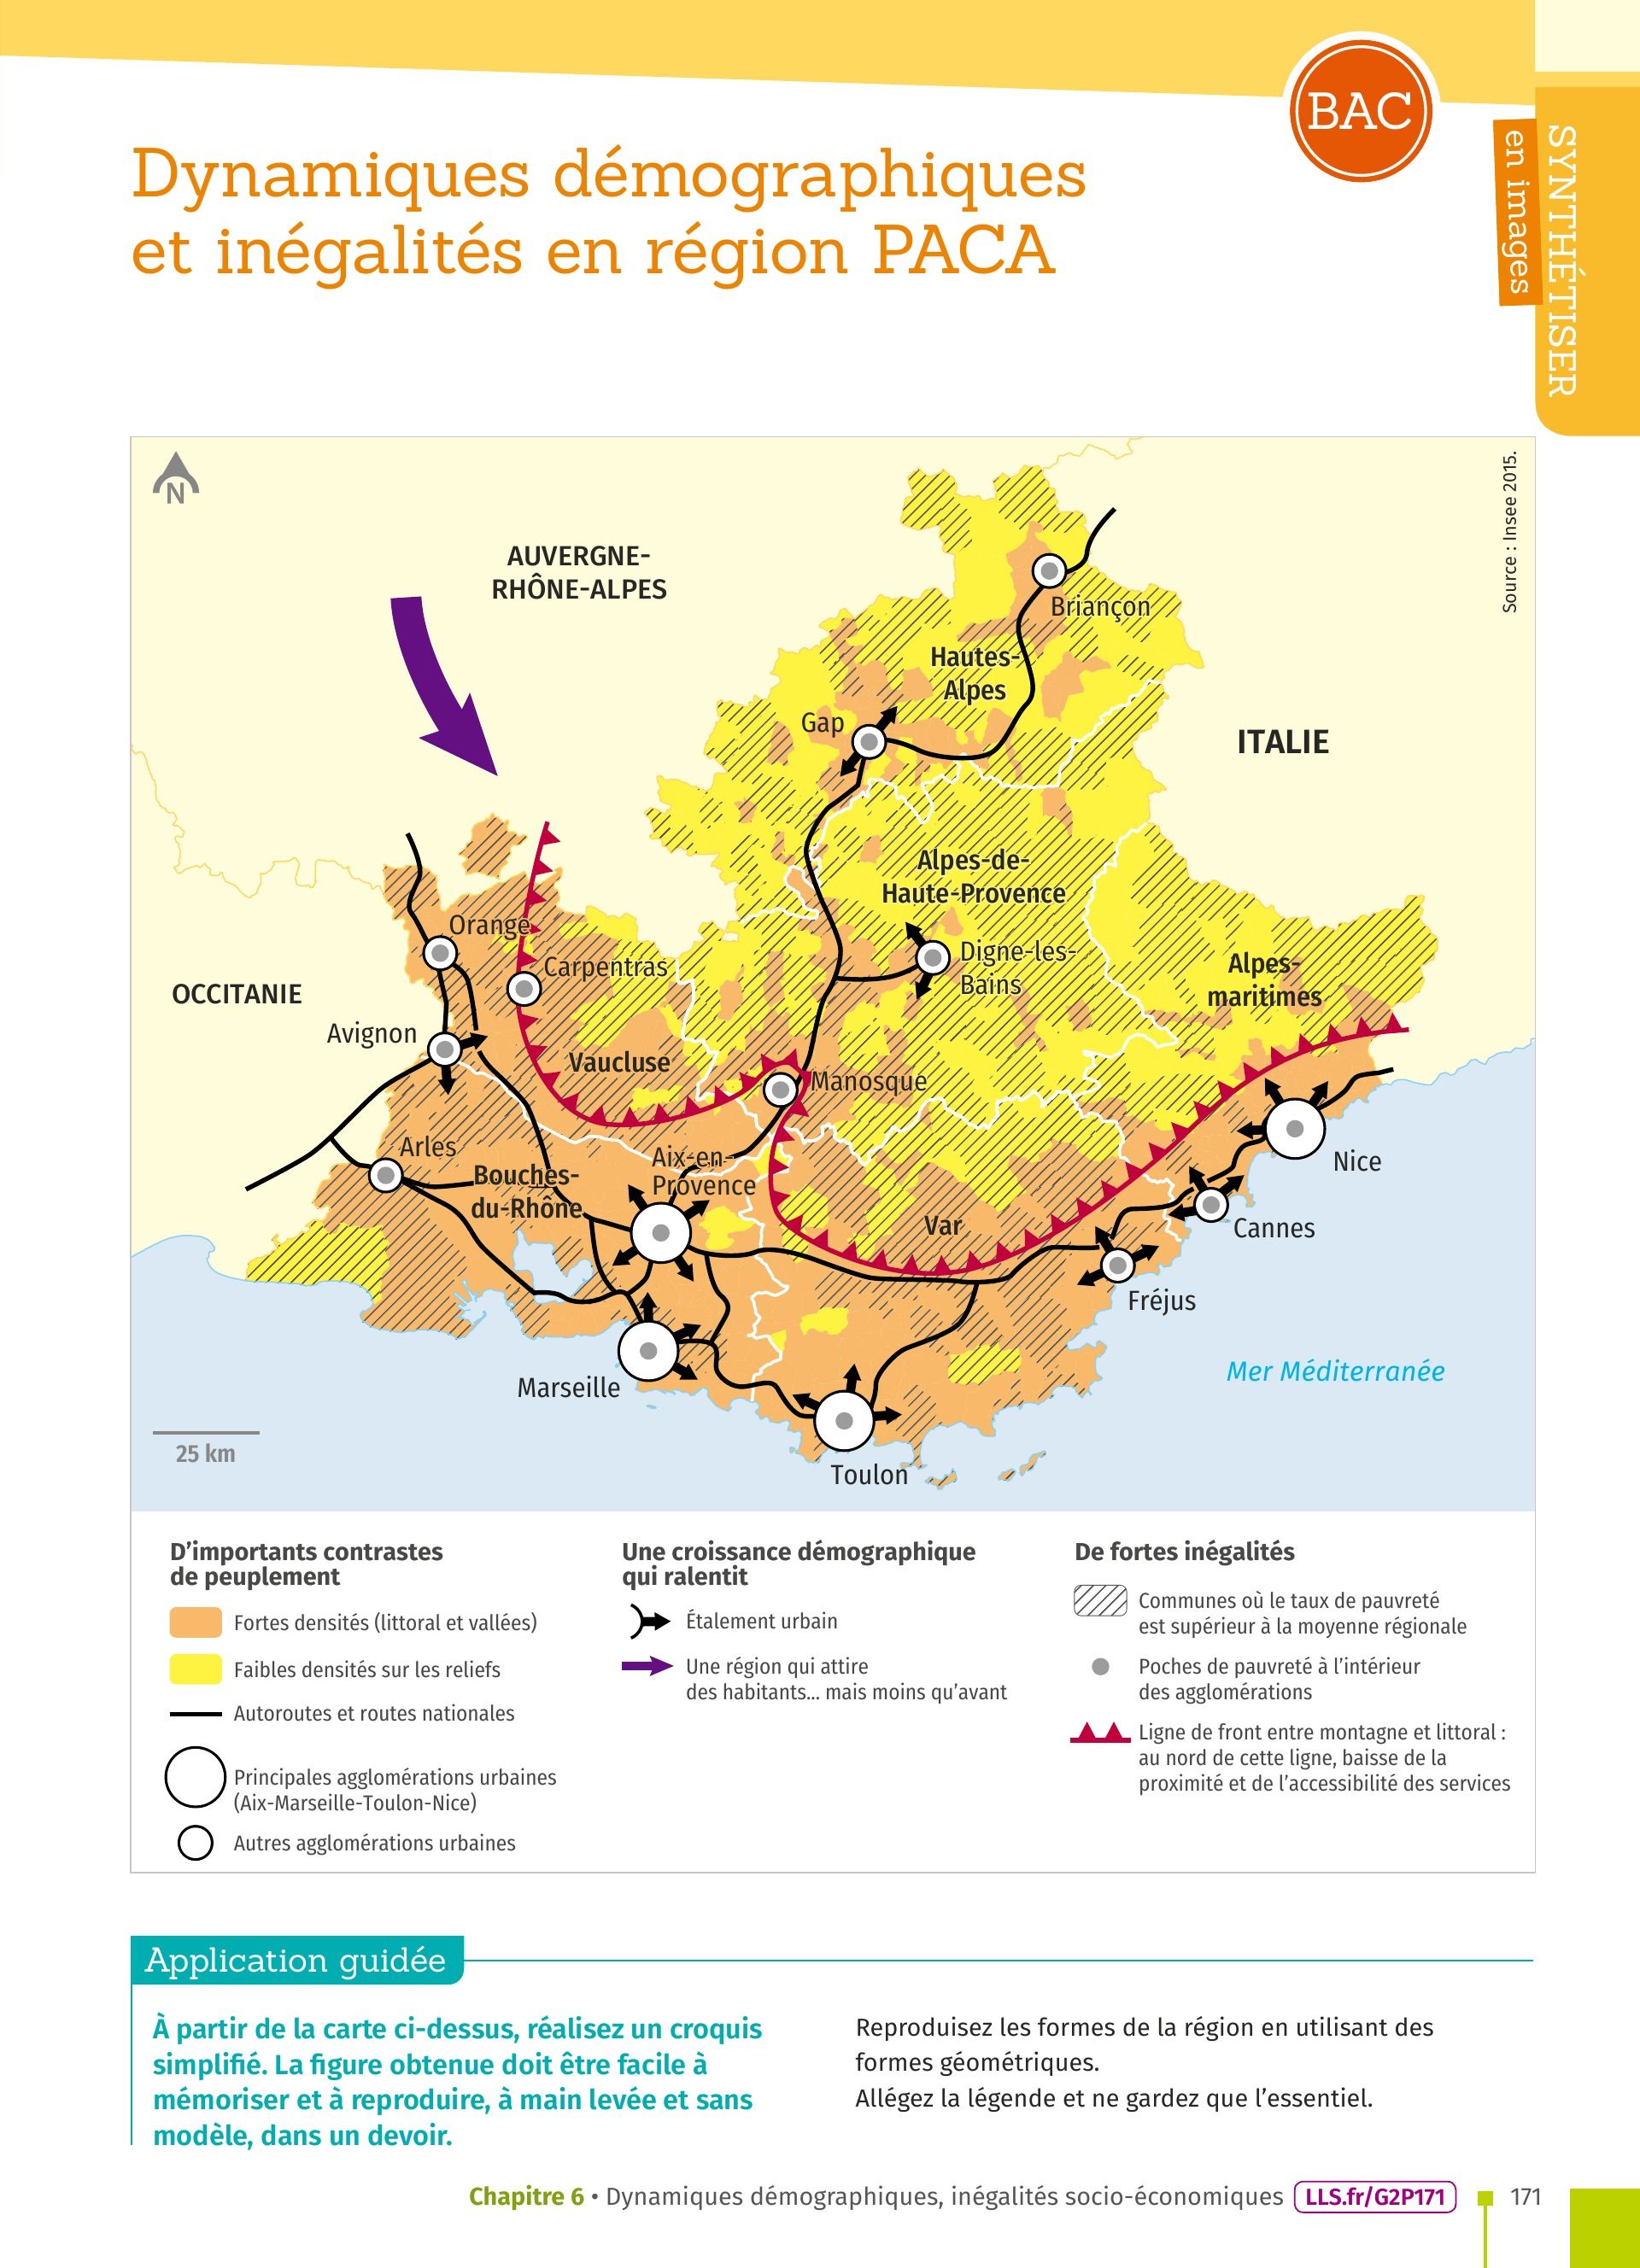 BAC
SYNTHÉTISER
en images
Dynamiques démographiques
et inégalités en région PACA
N
Source : Insee 2015.
AUVERGNE-
RHÔNE-ALPES
Briançon
Hautes-
Alpes
Gap
ITALIE
Alpes-de-
Haute-Provence
Orange
Carpentras
Digne-les-
Bains
Alpes-
maritimes
OCCITANIE
Avignon
Vaucluse
Manosque
Arles
Bouches-
du-Rhône
Aix-en-
Provence
Nice
Var
Cannes
Fréjus
Marseille
Mer Méditerranée
25 km
Toulon
D’importants contrastes
de peuplement
Fortes densités (littoral et vallées)
Faibles densités sur les reliefs
Autoroutes et routes nationales
Principales agglomérations urbaines
(Aix-Marseille-Toulon-Nice)
Autres agglomérations urbaines
Une croissance démographique
qui ralentit
Étalement urbain
Une région qui attire
des habitants... mais moins qu’avant
De fortes inégalités
Communes où le taux de pauvreté
est supérieur à la moyenne régionale
Poches de pauvreté à l’intérieur
des agglomérations
Ligne de front entre montagne et littoral :
au nord de cette ligne, baisse de la
proximité et de l’accessibilité des services
Application guidée
À partir de la carte ci-dessus, réalisez un croquis
simplifié. La figure obtenue doit être facile à
mémoriser et à reproduire, à main levée et sans
modèle, dans un devoir.
Reproduisez les formes de la région en utilisant des
formes géométriques.
Allégez la légende et ne gardez que l’essentiel.
Chapitre 6 • Dynamiques démographiques, inégalités socio-économiques LLS.fr/G2P171 171